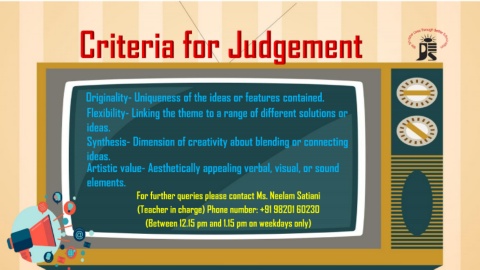 Criteria for Judgement
Originality- Uniqueness of the ideas or features contained.
Flexibility- Linking the theme to a range of different solutions or
ideas.
Synthesis- Dimension of creativity about blending or connecting
ideas.
Artistic value- Aesthetically appealing verbal, visual, or sound
elements.
For further queries please contact Ms. Neelam Satiani
(Teacher in charge) Phone number: +91 98201 60230
(Between 12.15 pm and 1.15 pm on weekdays only)